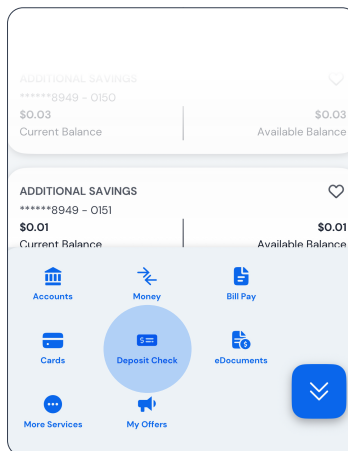 ADDITIONAL SAVINGS
******8949 - 0150
$0.03 $0.03
Current Balance Available Balance
ADDITIONAL SAVINGS
******8949 - 0151
$0.01 $0.01
Current Balance Available Balance
Accounts Money Bill Pay
Cards Deposit Check eDocuments
More Services My Offers